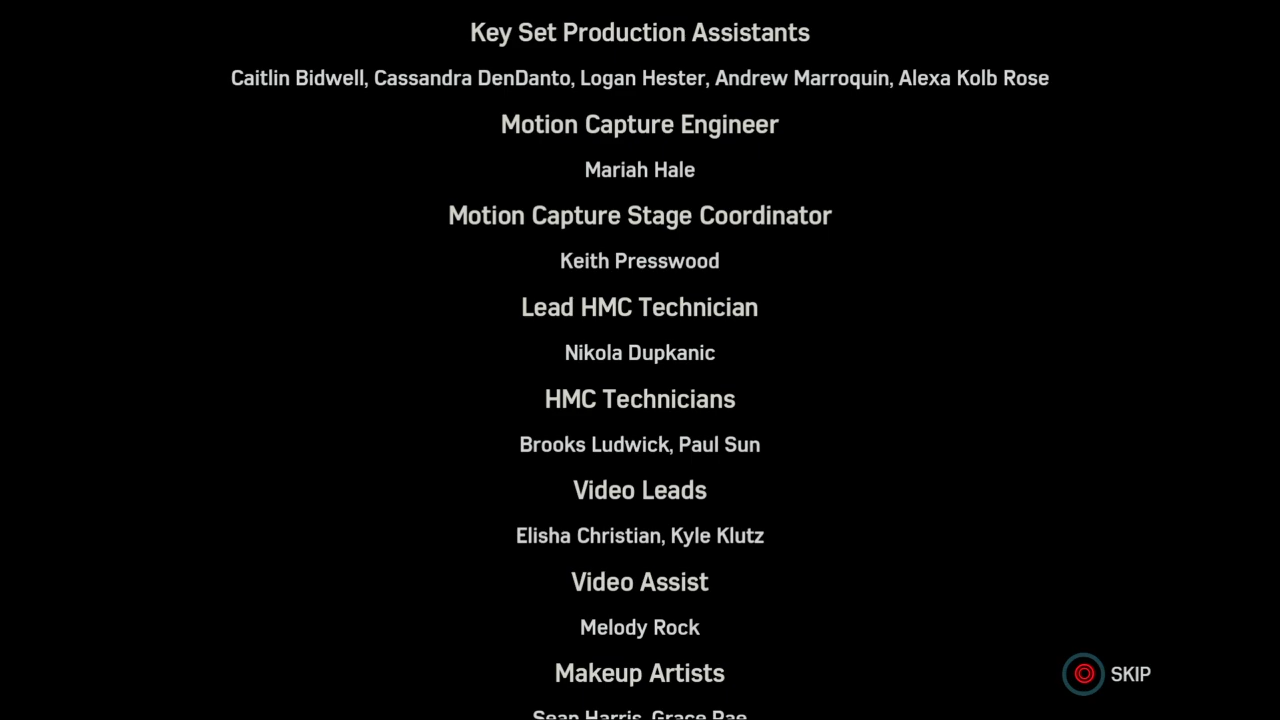 Key Set Production Assistants
Caitlin Bidwell, Cassandra DenDanto, Logan Hester, Andrew Marroquin, Alexa Kolb Rose
Motion Capture Engineer
Mariah Hale
Motion Capture Stage Coordinator
Keith Presswood
Lead HMC Technician
Nikola Dupkanic
HMC Technicians
Brooks Ludwick, Paul Sun
Video Leads
Elisha Christian, Kyle Klutz
Video Assist
Melody Rock
Makeup Artists
SKIP
Sean Harris, Grace